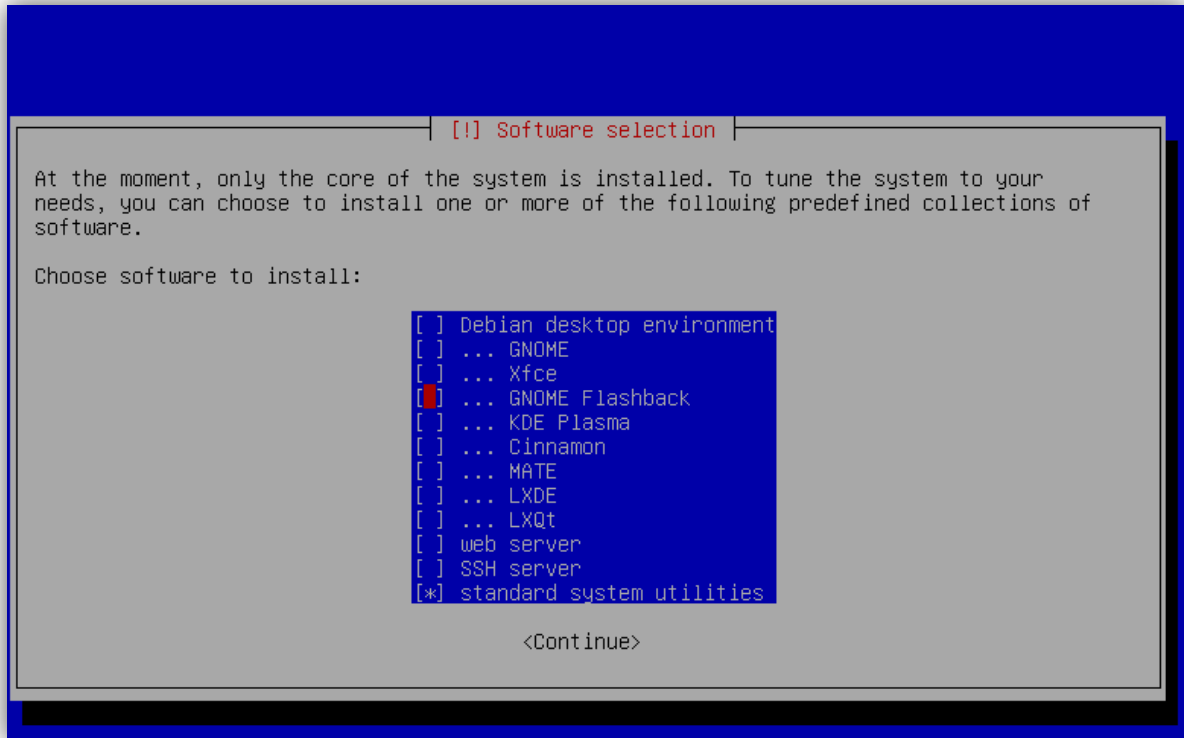 [!] Software selection
At the moment, only the core of the system is installed. To tune the system to your
needs, you can choose to install one or more of the following predefined collections of
software.
Choose software to install:
[ ] Debian desktop environment
[ ] ... GNOME
[ ] ... Xfce
[ ] ... GNOME Flashback
[ ] ... KDE Plasma
[ ] ... Cinnamon
[ ] ... MATE
[ ] ... LXDE
[ ] ... LXQt
[ ] web server
[ ] SSH server
[*] standard system utilities
<Continue>